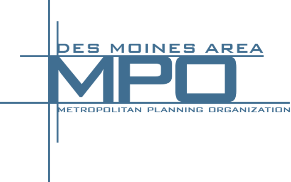 DES MOINES AREA
MPO
METROPOLITAN PLANNING ORGANIZATION